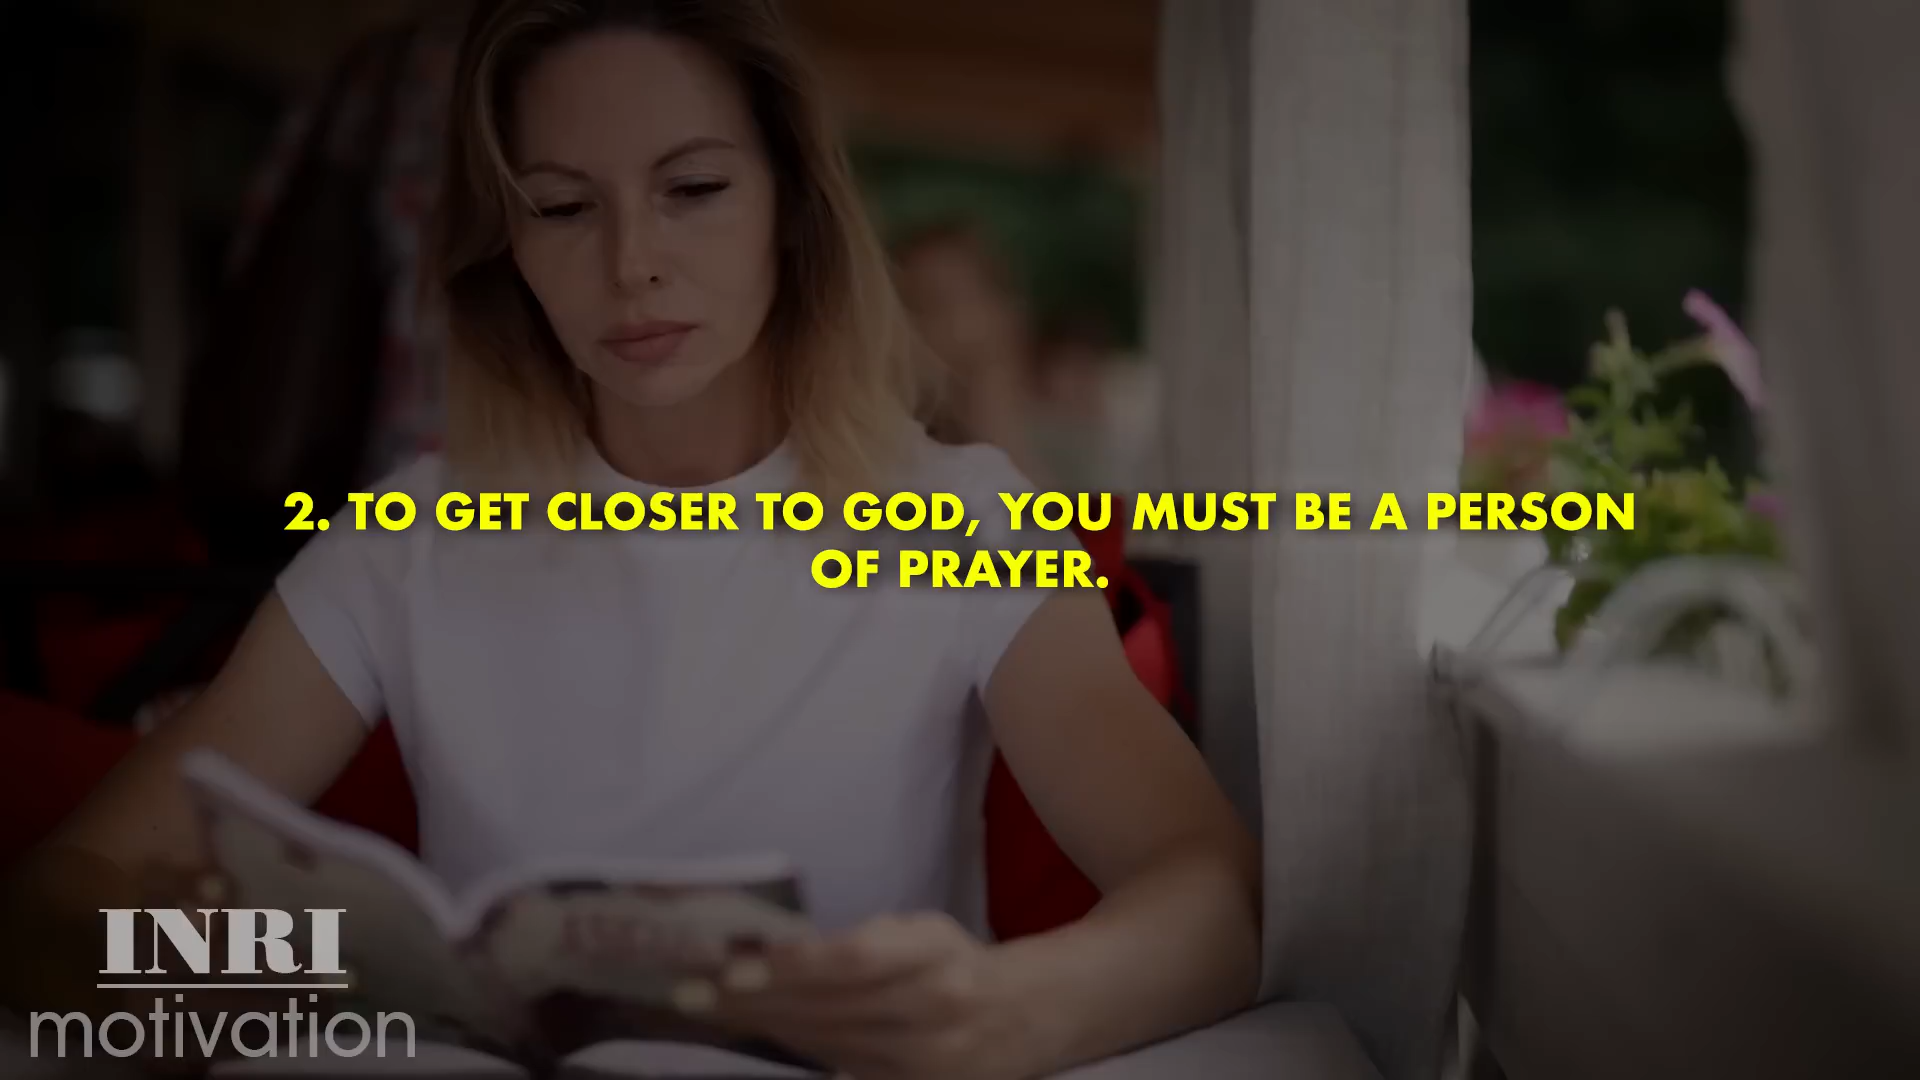 2. TO GET CLOSER TO GOD, YOU MUST BE A PERSON
OF PRAYER.
INRI
motivation